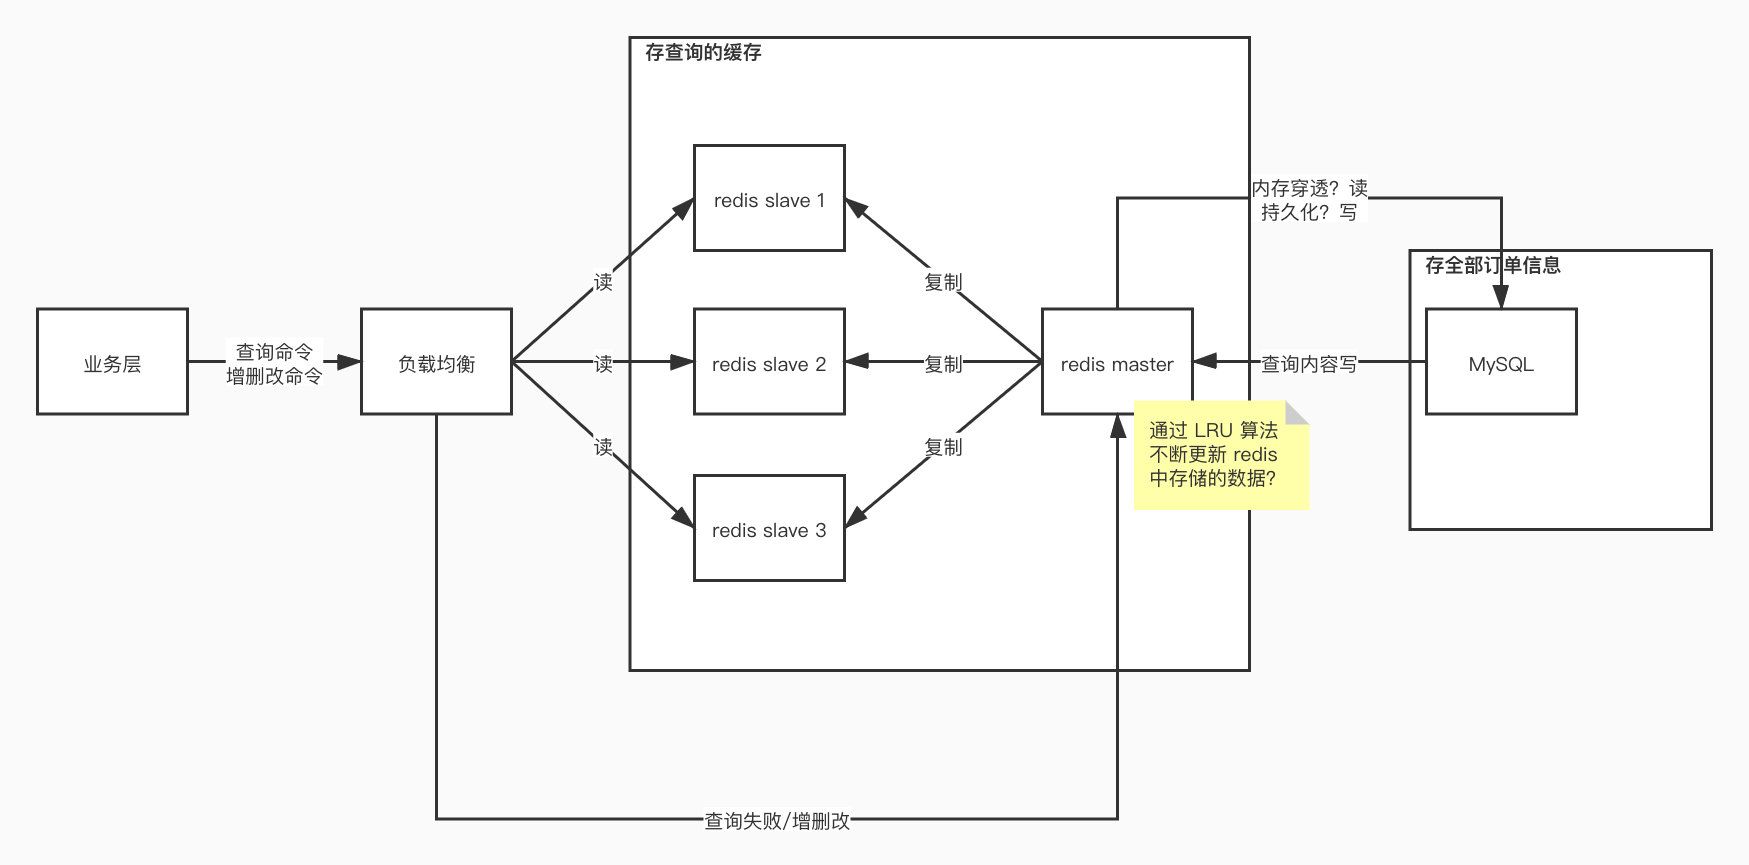 存查询的缓存
redis slave 1
内存穿透？读
持久化？写
存全部订单信息
读
复制
业务层
查询命令
增删改命令
负载均衡
读
redis slave 2
复制
redis master
查询内容写
MySQL
读
复制
通过 LRU 算法
不断更新 redis
中存储的数据？
redis slave 3
查询失败/增删改